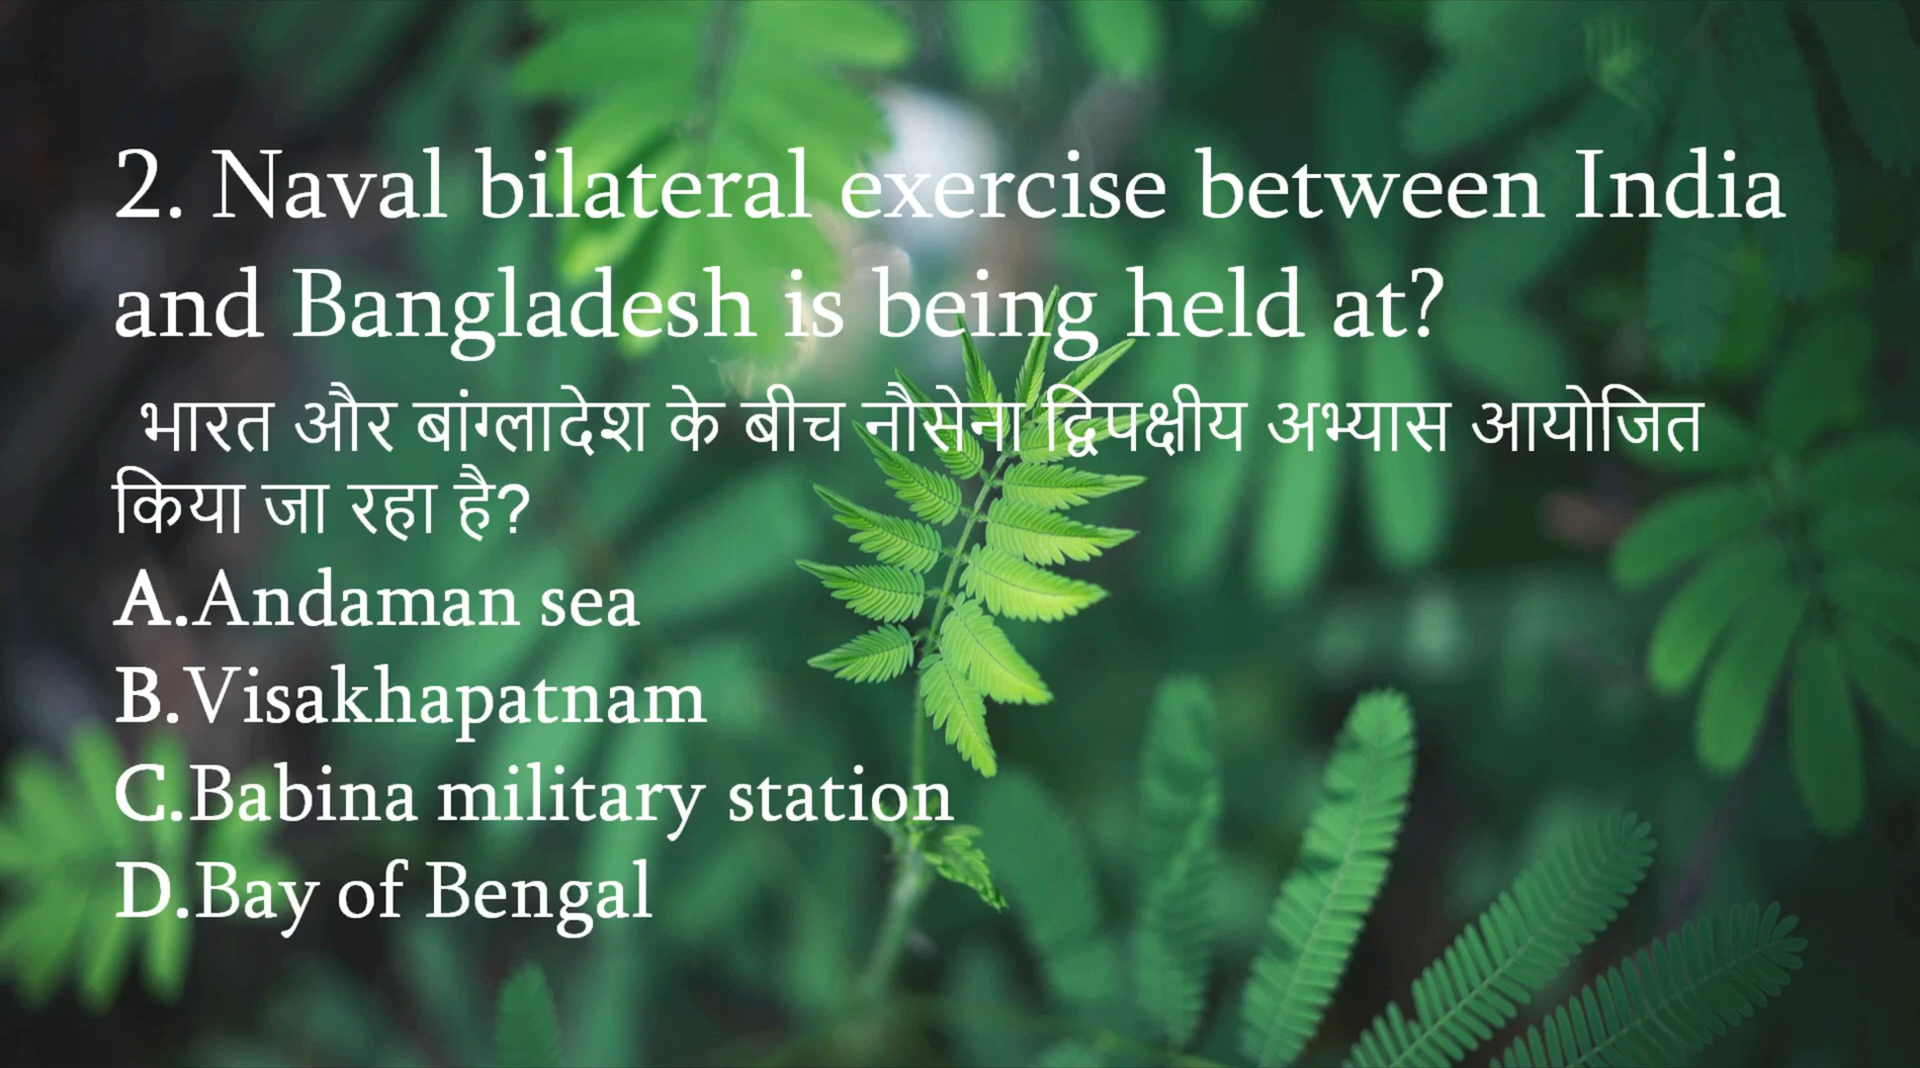 2. Naval bilateral exercise between India
and Bangladesh is being held at?
भारत और बांग्लादेश के बीच नौसेना द्विपक्षीय अभ्यास आयोजित
किया जा रहा है?
A.Andaman sea
B.Visakhapatnam
C.Babina military station
D.Bay of Bengal